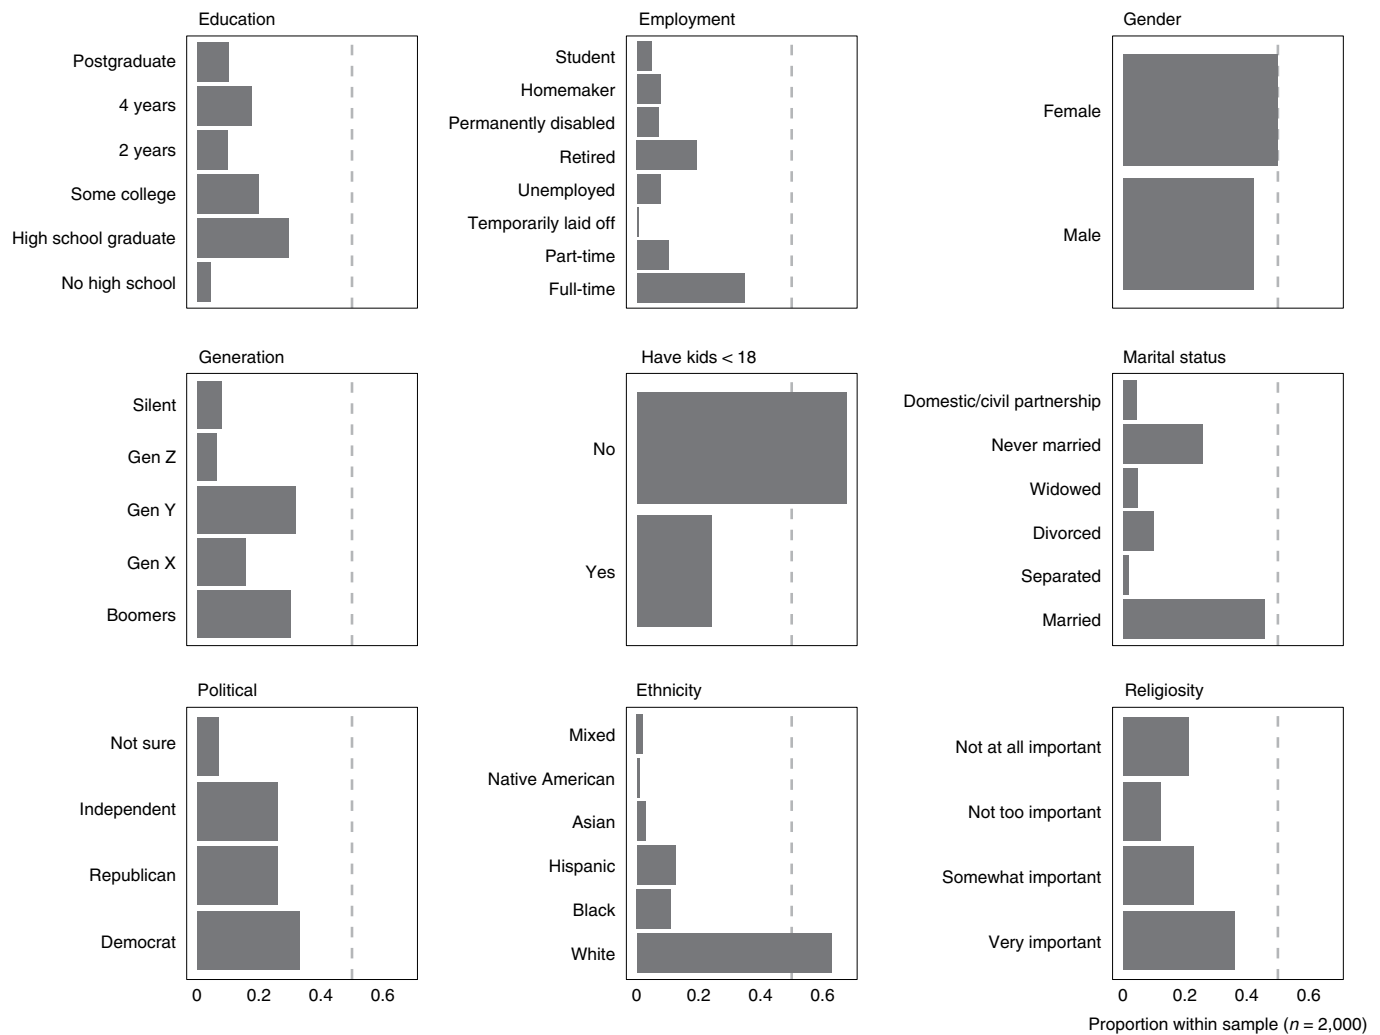 Education
Postgraduate
4 years
2 years
Some college
High school graduate
No high school
Employment
Student
Homemaker
Permanently disabled
Retired
Unemployed
Temporarily laid off
Part-time
Full-time
Gender
Female
Male
Generation
Silent
Gen Z
Gen Y
Gen X
Boomers
Have kids < 18
No
Yes
Marital status
Domestic/civil partnership
Never married
Widowed
Divorced
Separated
Married
Political
Not sure
Independent
Republican
Democrat
0 0.2 0.4 0.6
Ethnicity
Mixed
Native American
Asian
Hispanic
Black
White
0 0.2 0.4 0.6
Religiosity
Not at all important
Not too important
Somewhat important
Very important
0 0.2 0.4 0.6
Proportion within sample (n = 2,000)